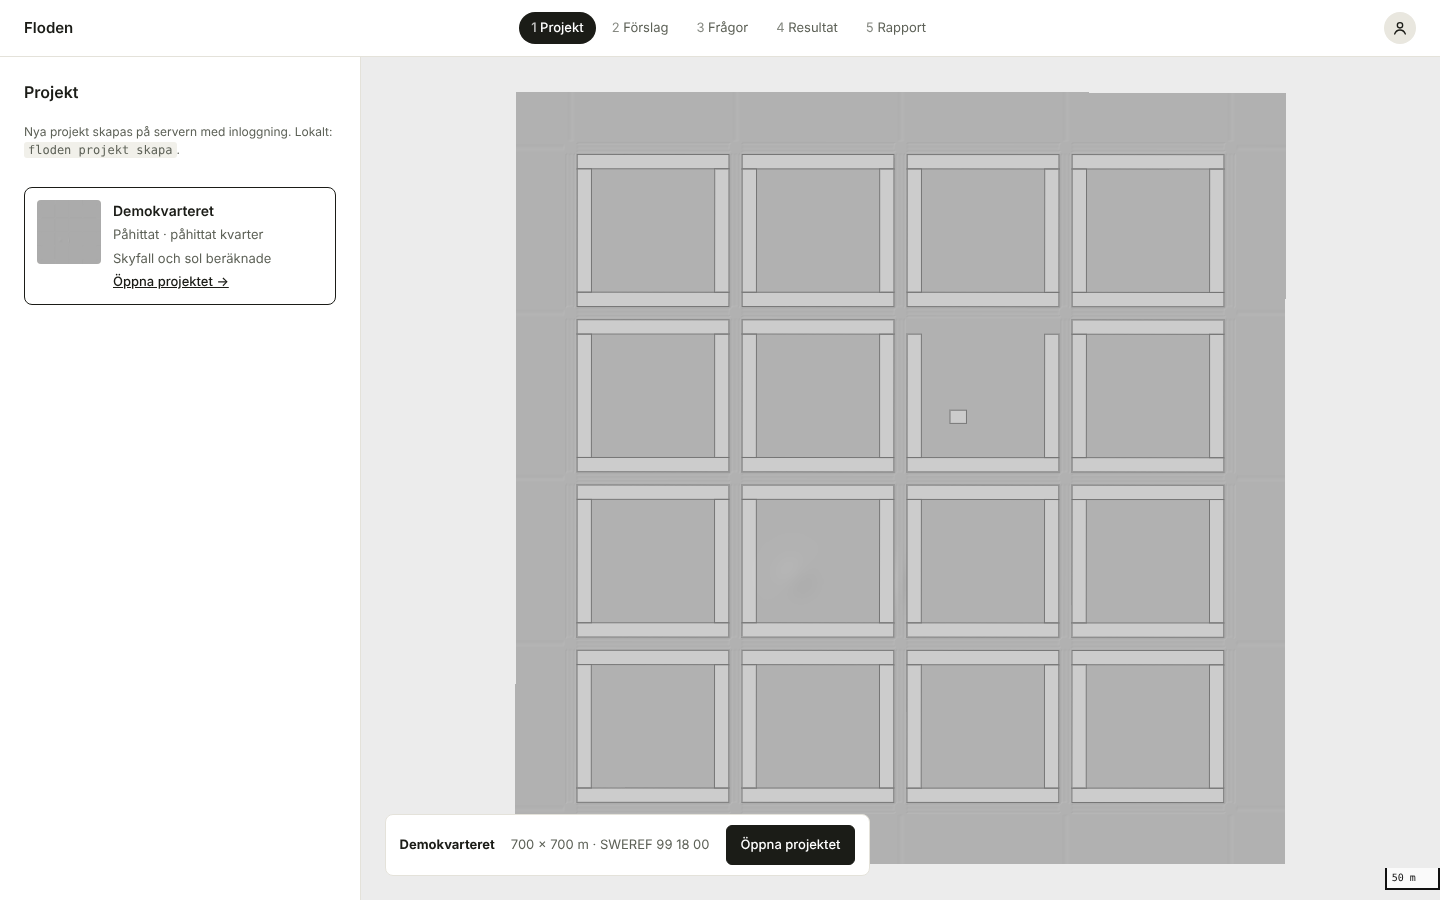 Floden
1 Projekt
2 Förslag
3 Frågor
4 Resultat
5 Rapport
Projekt
Nya projekt skapas på servern med inloggning. Lokalt:
floden projekt skapa.
Demokvarteret
Påhittat · påhittat kvarter
Skyfall och sol beräknade
Öppna projektet →
Demokvarteret
700 × 700 m · SWEREF 99 18 00
Öppna projektet
50 m